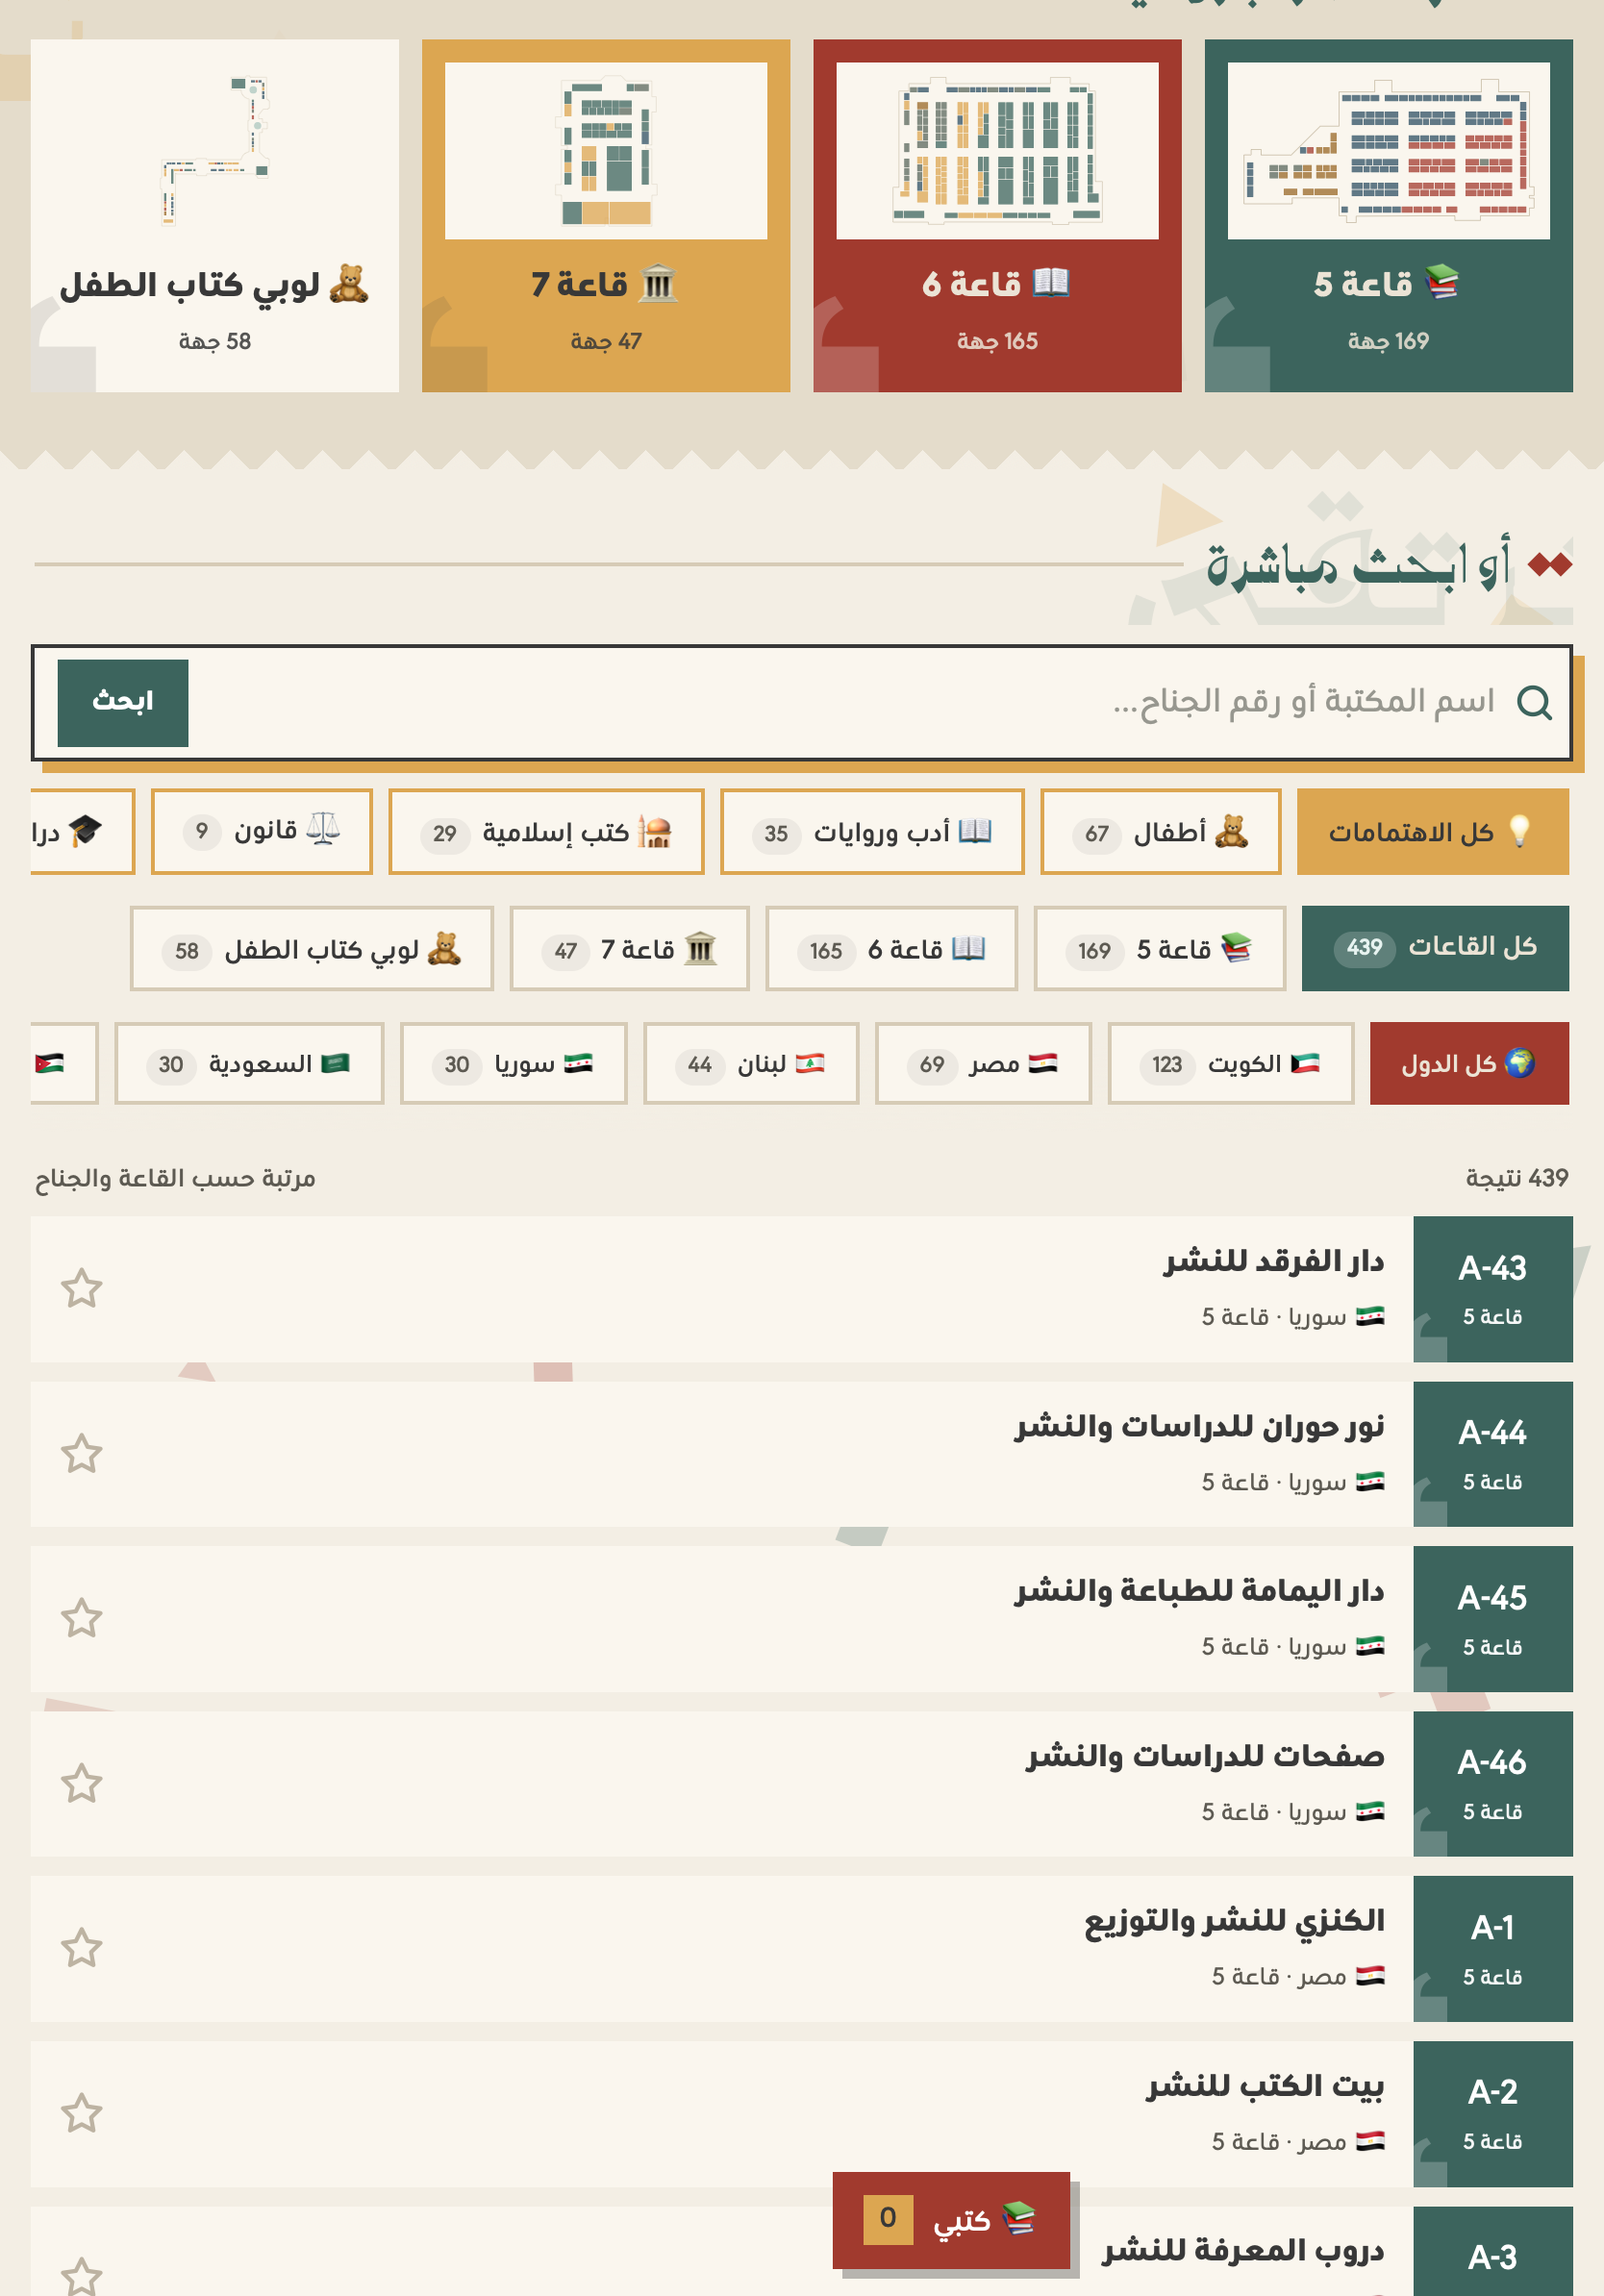 📚 قاعة 5
169 جهة
📖 قاعة 6
165 جهة
🏛️ قاعة 7
47 جهة
🧸 لوبي كتاب الطفل
58 جهة
أو ابحث مباشرة
اسم المكتبة أو رقم الجناح...
ابحث
💡 كل الاهتمامات 🧸 أطفال 67 📖 أدب وروايات 35 🕌 كتب إسلامية 29 ⚖️ قانون 9 🎓 درا
كل القاعات 439 📚 قاعة 5 169 📖 قاعة 6 165 🏛️ قاعة 7 47 🧸 لوبي كتاب الطفل 58
🌍 كل الدول 🇰🇼 الكويت 123 🇪🇬 مصر 69 🇱🇧 لبنان 44 سوريا 30 🇸🇦 السعودية 30
439 نتيجة
مرتبة حسب القاعة والجناح
A-43
قاعة 5
دار الفرقد للنشر
سوريا · قاعة 5
A-44
قاعة 5
نور حوران للدراسات والنشر
سوريا · قاعة 5
A-45
قاعة 5
دار اليمامة للطباعة والنشر
سوريا · قاعة 5
A-46
قاعة 5
صفحات للدراسات والنشر
سوريا · قاعة 5
A-1
قاعة 5
الكنزي للنشر والتوزيع
🇪🇬 مصر · قاعة 5
A-2
قاعة 5
بيت الكتب للنشر
🇪🇬 مصر · قاعة 5
A-3
دروب المعرفة للنشر
📚 كتبي 0